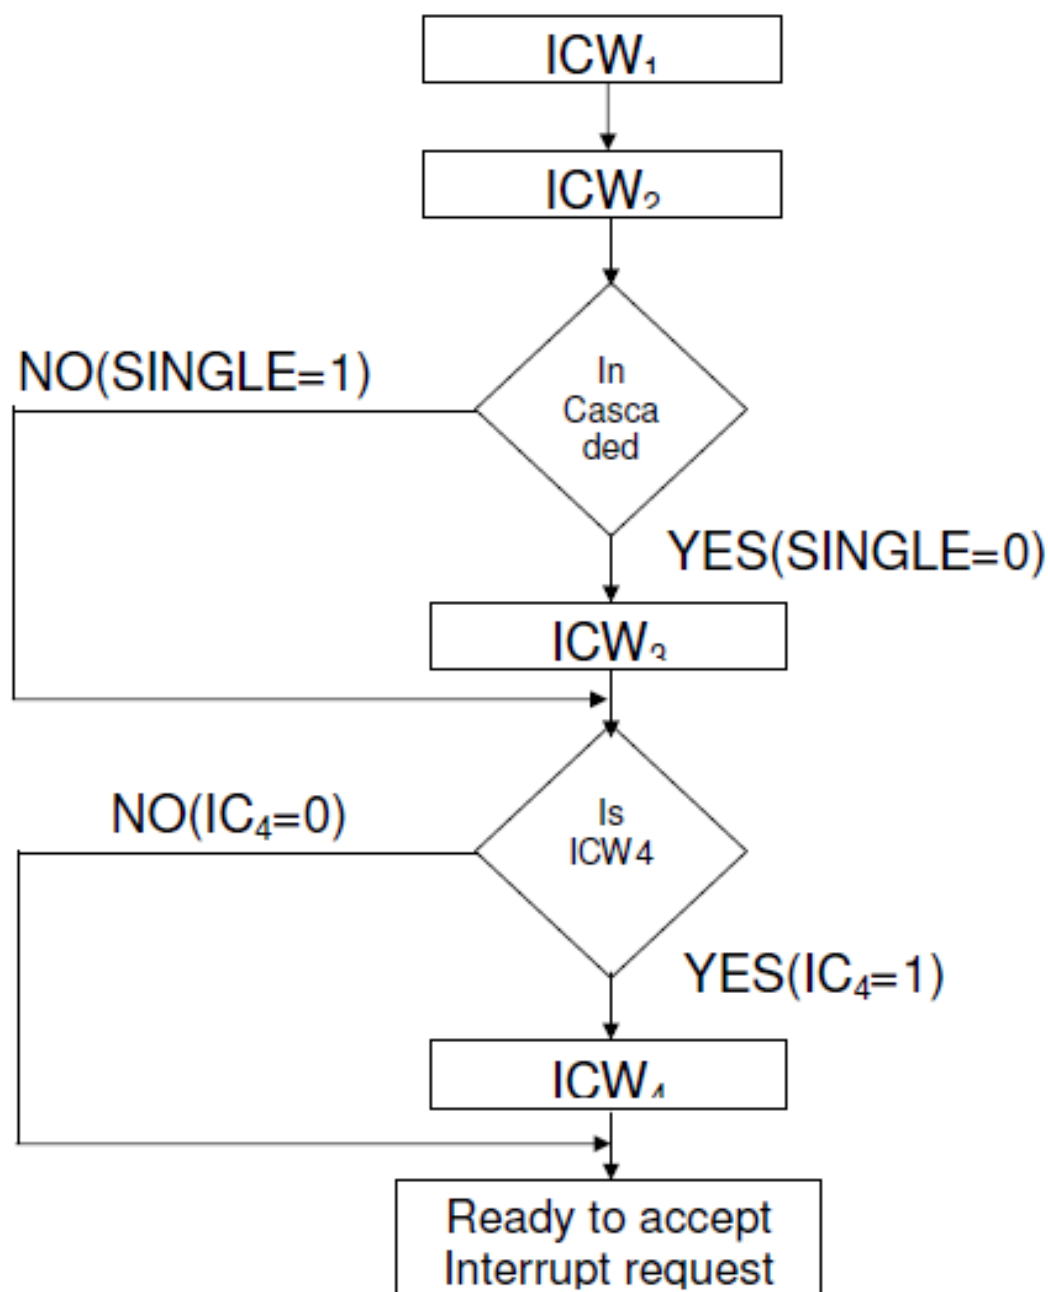 ICW₁
ICW₂
In
Casca
ded
NO(SINGLE=1)
YES(SINGLE=0)
ICW₃
Is
ICW4
NO(IC₄=0)
YES(IC₄=1)
ICW₄
Ready to accept
Interrupt request